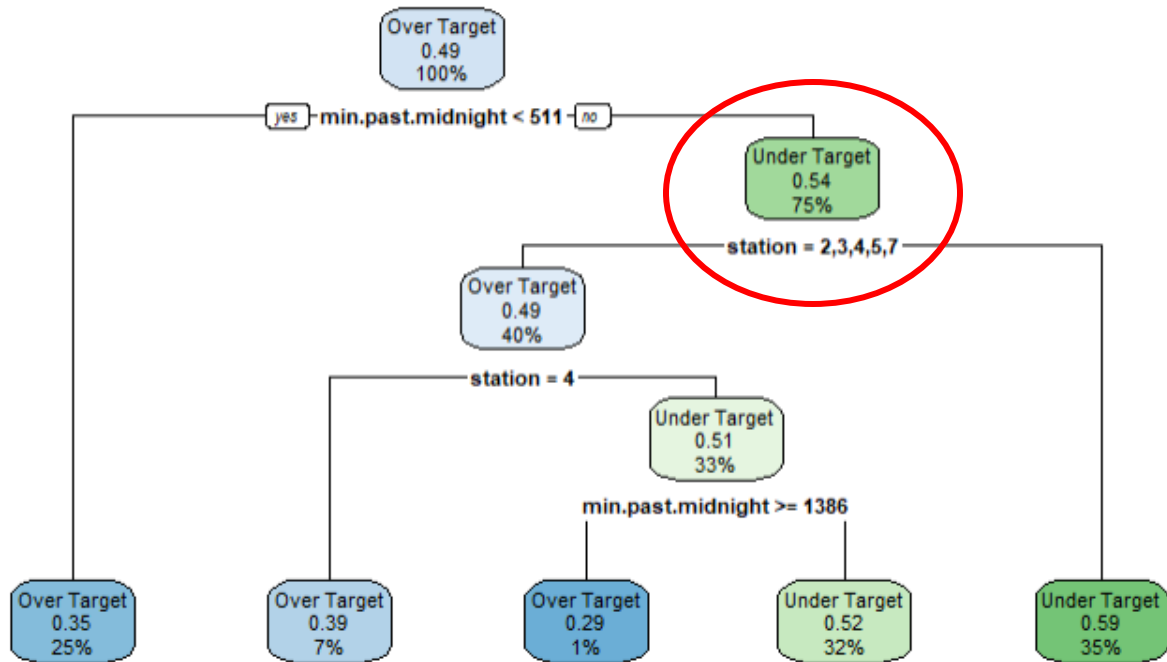 Over Target
0.49
100%
yes min.past.midnight < 511 no
Under Target
0.54
75%
station = 2,3,4,5,7
Over Target
0.49
40%
station = 4
Under Target
0.51
33%
min.past.midnight >= 1386
Over Target
0.35
25%
Over Target
0.39
7%
Over Target
0.29
1%
Under Target
0.52
32%
Under Target
0.59
35%